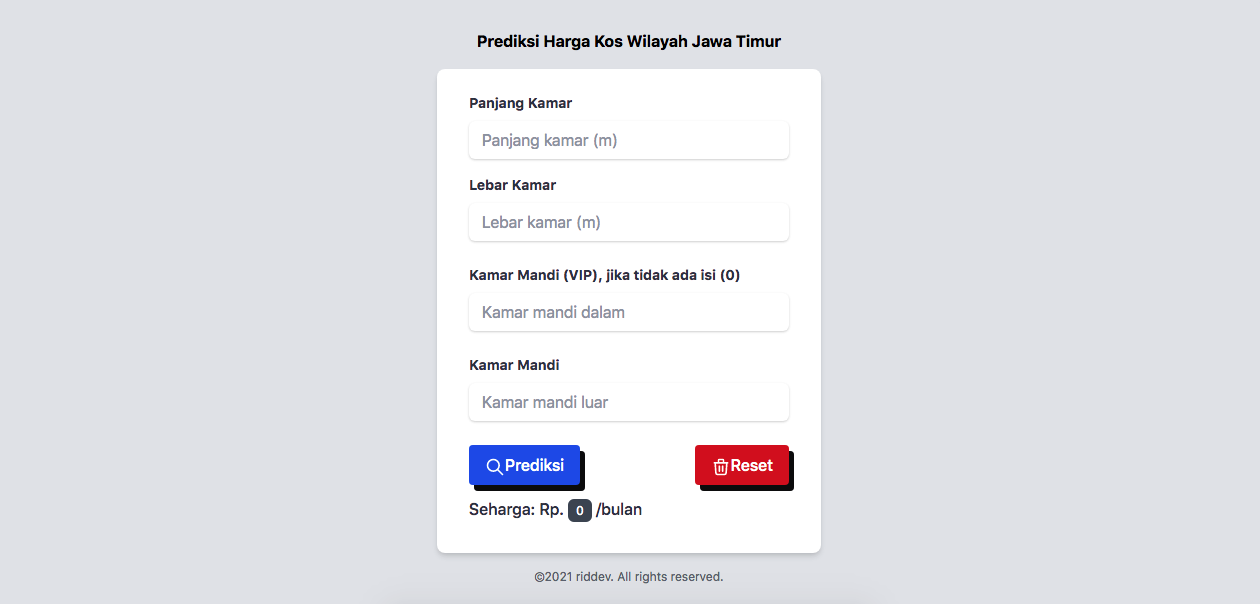 Prediksi Harga Kos Wilayah Jawa Timur
Panjang Kamar
Panjang kamar (m)
Lebar Kamar
Lebar kamar (m)
Kamar Mandi (VIP), jika tidak ada isi (0)
Kamar mandi dalam
Kamar Mandi
Kamar mandi luar
Prediksi Reset
Seharga: Rp. 0 /bulan
©2021 riddev. All rights reserved.